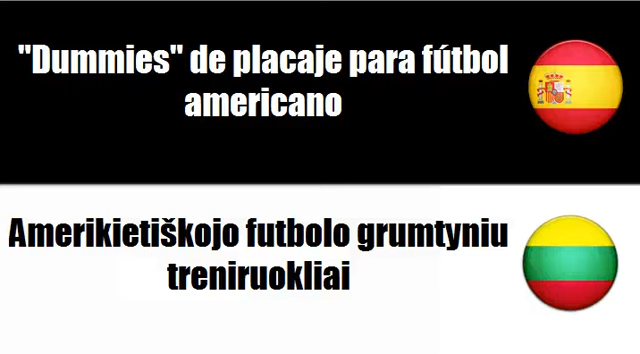 "Dummies" de placaje para fútbol
americano
Amerikietiškojo futbolo grumtyniu
treniruokliai